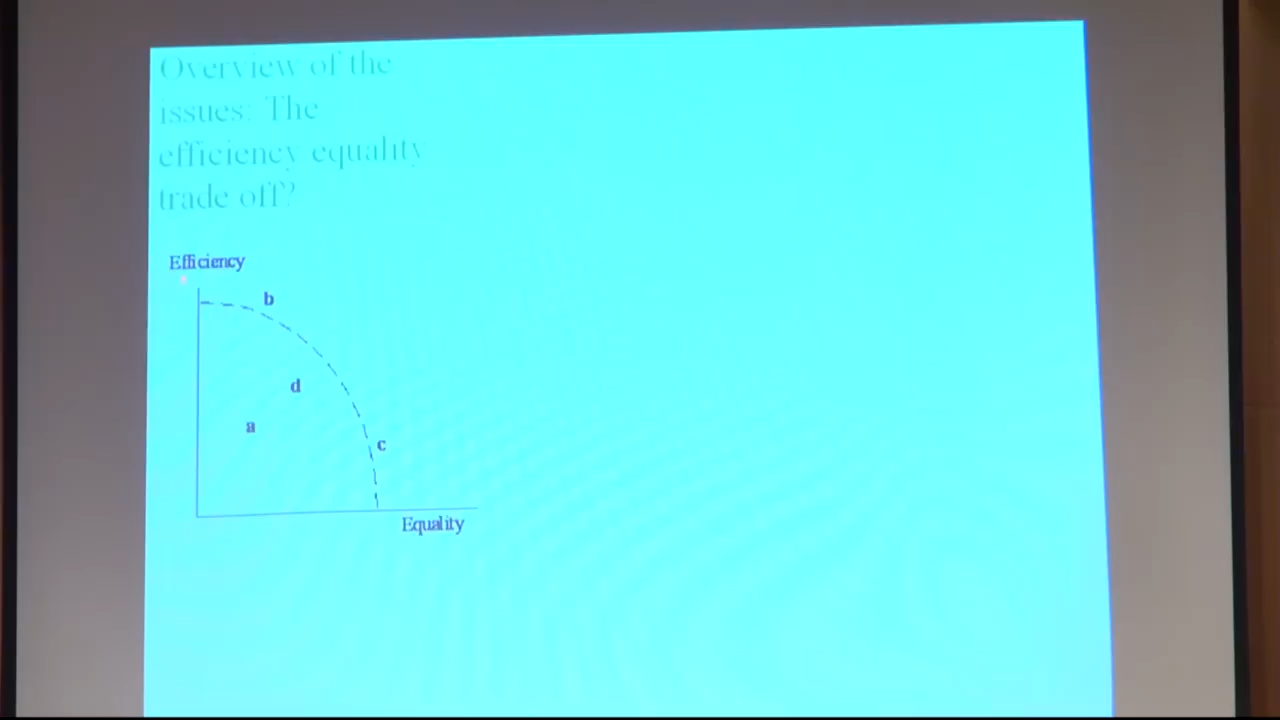 Overview of the
issues: The
efficiency equality
trade off?
Efficiency
b
d
a
c
Equality